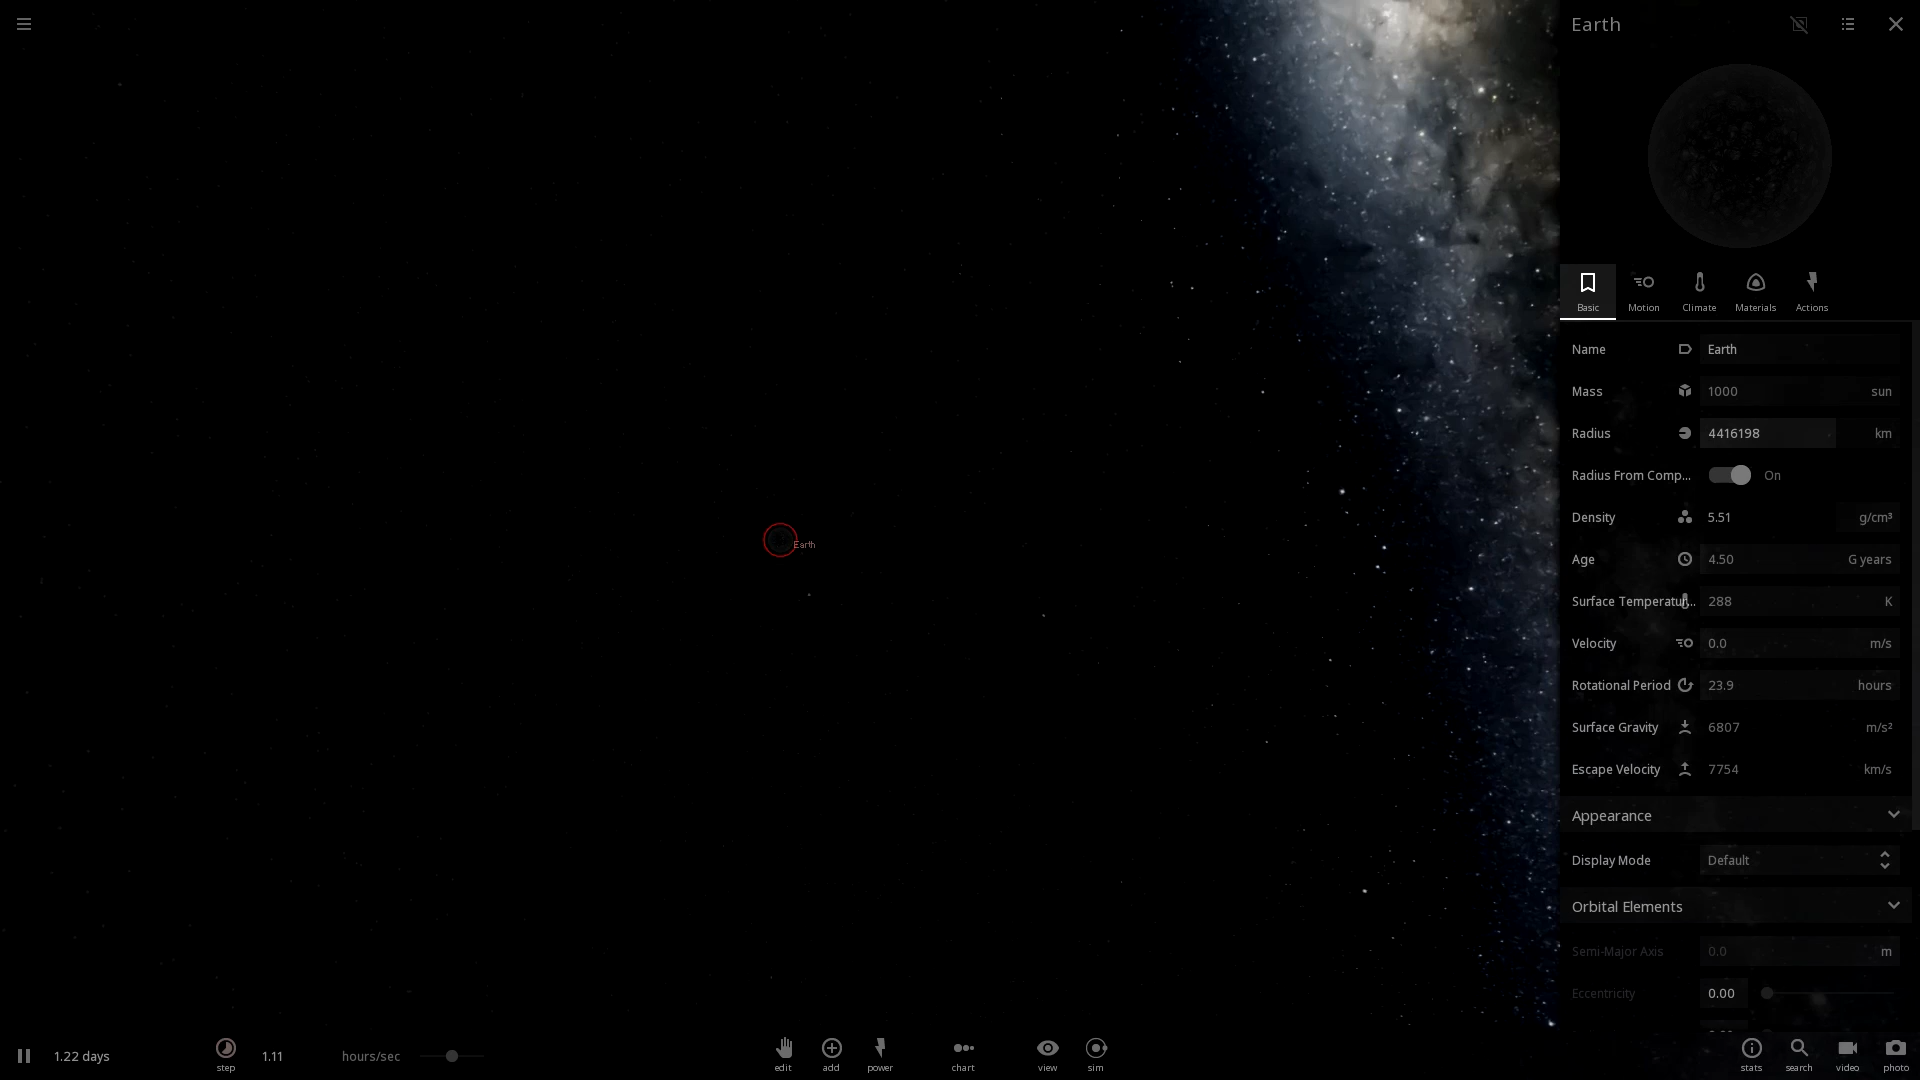 Earth
Basic
Motion
Climate
Materials
Actions
Name Earth
Mass 1000 sun
Radius 4416198 km
Radius From Comp... On
Density 5.51 g/cm³
Age 4.50 G years
Surface Temperatur... 288 K
Velocity 0.0 m/s
Rotational Period 23.9 hours
Surface Gravity 6807 m/s²
Escape Velocity 7754 km/s
Appearance
Display Mode Default
Orbital Elements
Semi-Major Axis 0.0 m
Eccentricity 0.00
Earth
1.22 days
step
1.11 hours/sec
edit
add
power
chart
view
sim
stats
search
video
photo